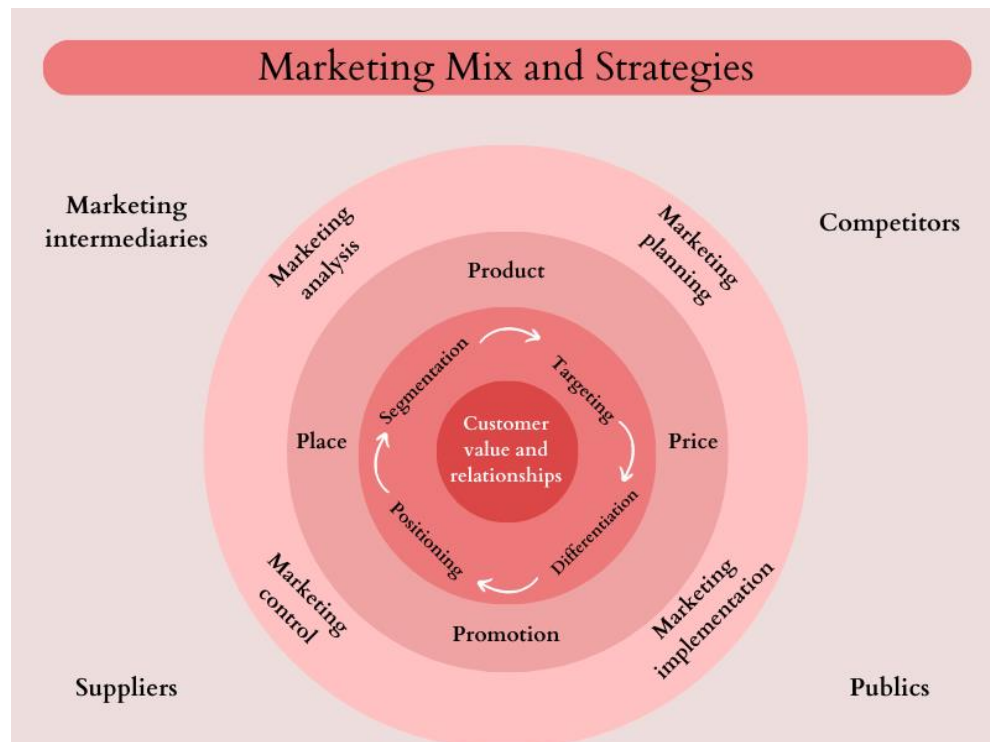 Marketing Mix and Strategies
Marketing
intermediaries
Competitors
Marketing
analysis
Marketing
planning
Product
Segmentation
Targeting
Place
Customer
value and
relationships
Price
Positioning
Differentiation
Promotion
Marketing
control
Marketing
implementation
Suppliers
Publics